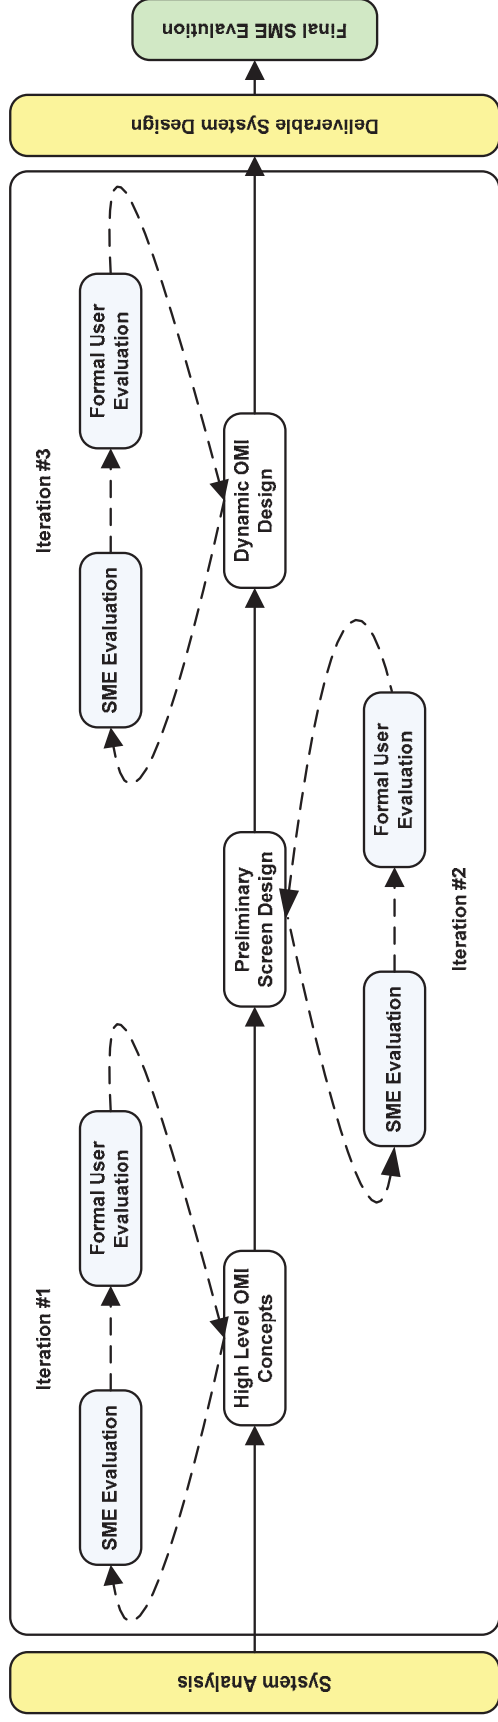 System Analysis
Iteration #1
SME Evaluation
Formal User
Evaluation
High Level OMI
Concepts
Preliminary
Screen Design
SME Evaluation
Formal User
Evaluation
Iteration #2
Iteration #3
SME Evaluation
Formal User
Evaluation
Dynamic OMI
Design
Deliverable System Design
Final SME Evalution